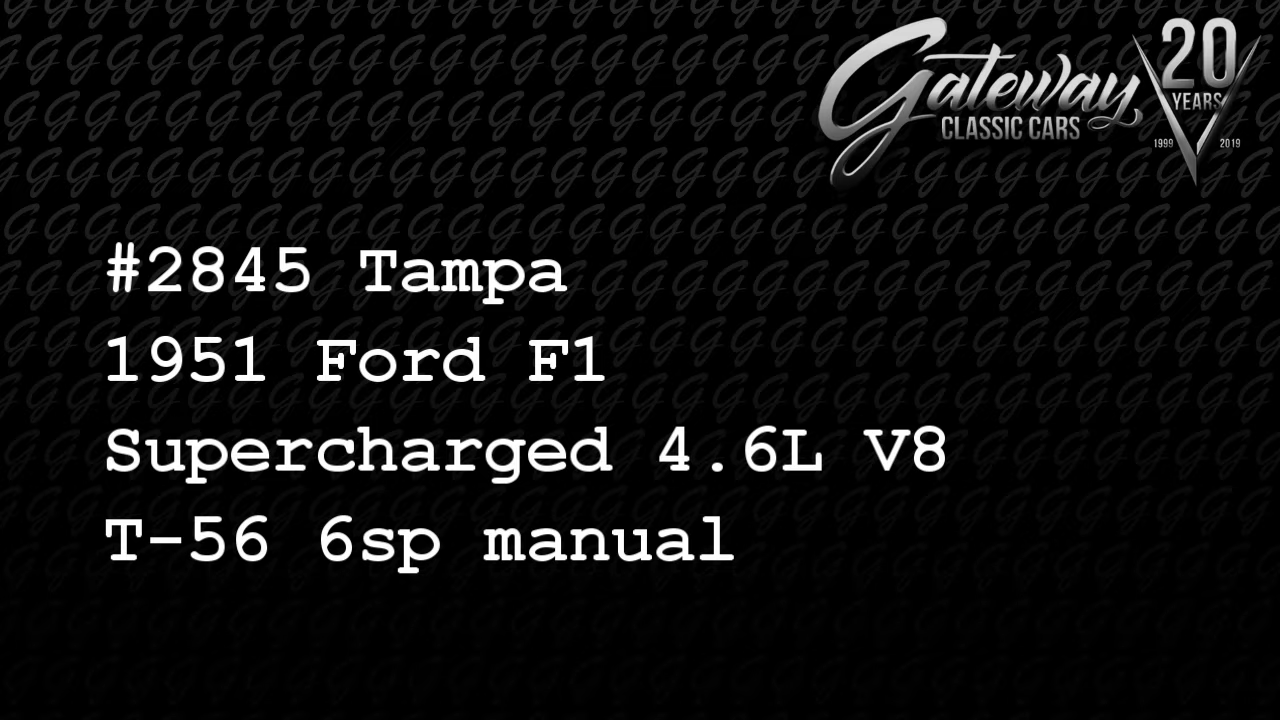 Gateway
CLASSIC CARS
20
YEARS
1999 2019
#2845 Tampa
1951 Ford F1
Supercharged 4.6L V8
T-56 6sp manual